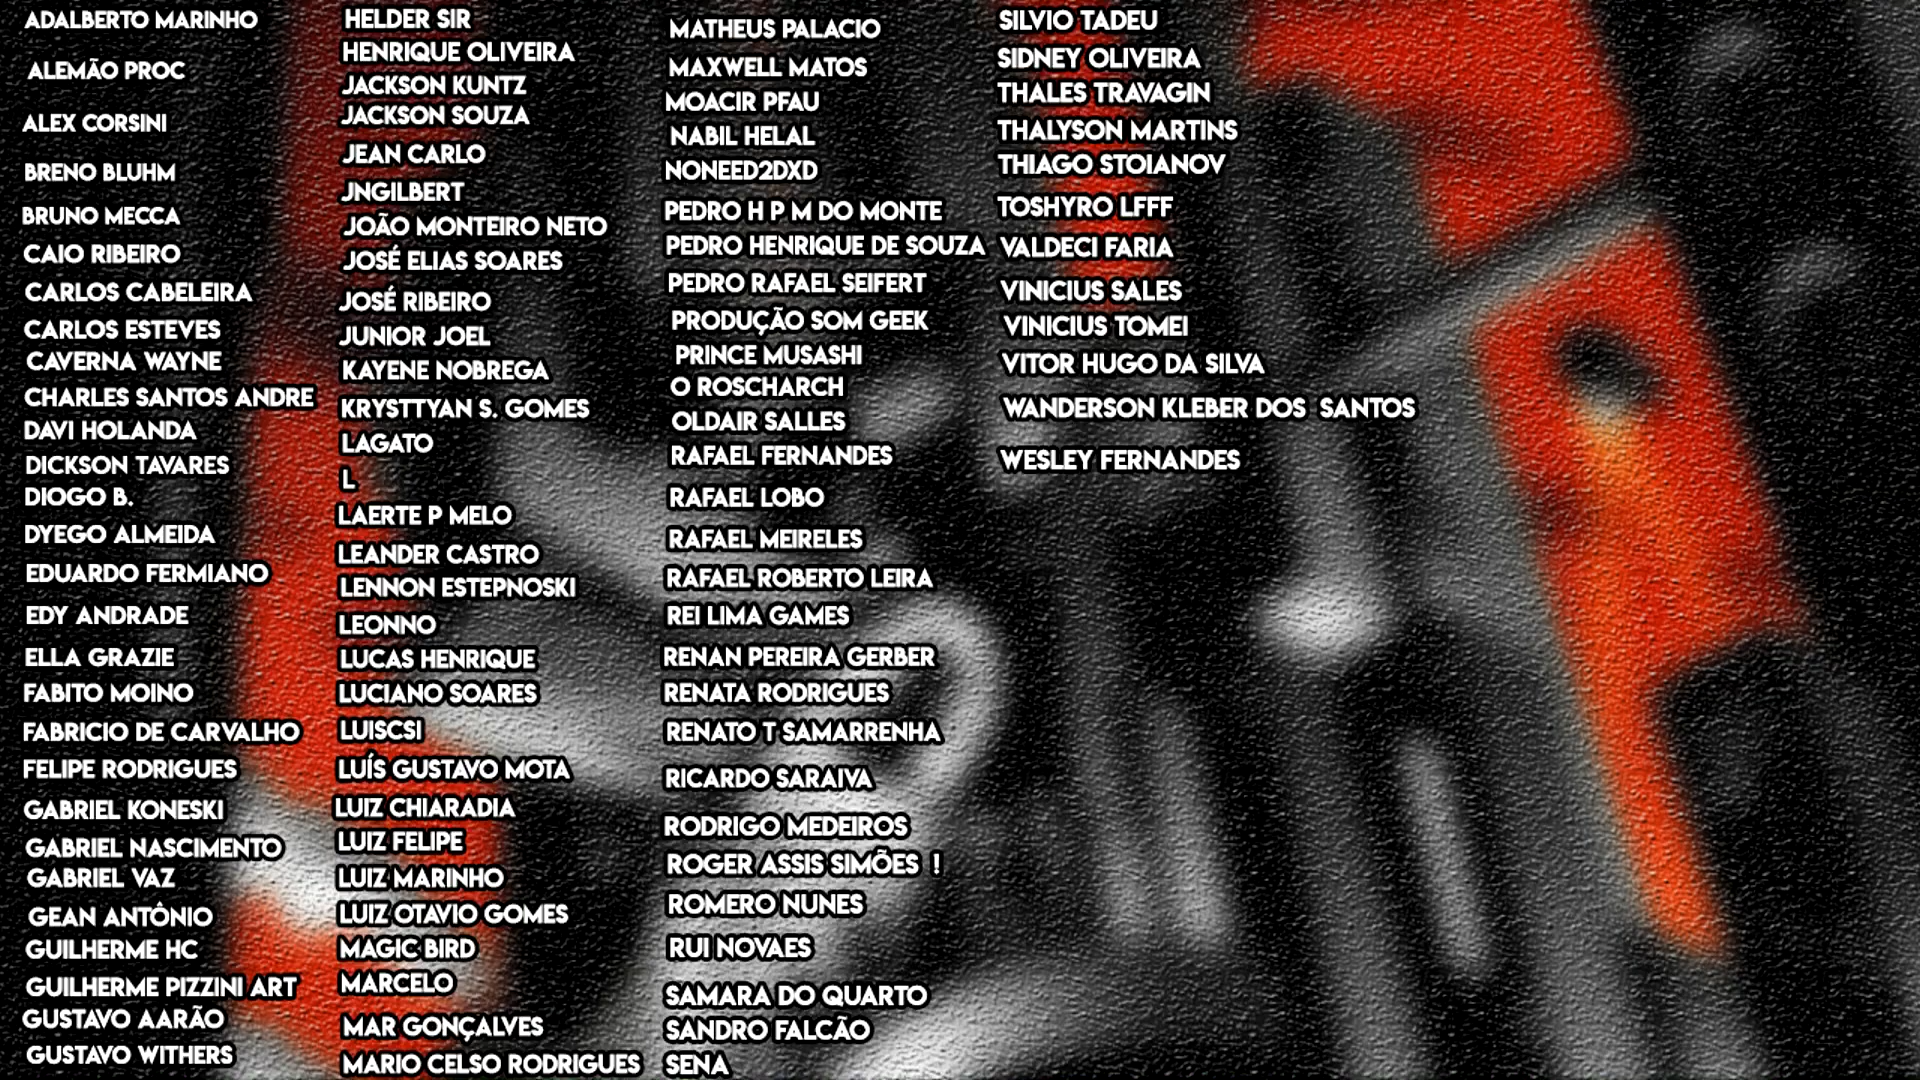 ADALBERTO MARINHO
ALEMÃO PROC
ALEX CORSINI
BRENO BLUHM
BRUNO MECCA
CAIO RIBEIRO
CARLOS CABELEIRA
CARLOS ESTEVES
CAVERNA WAYNE
CHARLES SANTOS ANDRE
DAVI HOLANDA
DICKSON TAVARES
DIOGO B.
DYEGO ALMEIDA
EDUARDO FERMIANO
EDY ANDRADE
ELLA GRAZIE
FABITO MOINO
FABRICIO DE CARVALHO
FELIPE RODRIGUES
GABRIEL KONESKI
GABRIEL NASCIMENTO
GABRIEL VAZ
GEAN ANTÔNIO
GUILHERME HC
GUILHERME PIZZINI ART
GUSTAVO AARÃO
GUSTAVO WITHERS
HELDER SIR
HENRIQUE OLIVEIRA
JACKSON KUNTZ
JACKSON SOUZA
JEAN CARLO
JNGILBERT
JOÃO MONTEIRO NETO
JOSÉ ELIAS SOARES
JOSÉ RIBEIRO
JUNIOR JOEL
KAYENE NOBREGA
KRYSTTYAN S. GOMES
LAGATO
L
LAERTE P MELO
LEANDER CASTRO
LENNON ESTEPNOSKI
LEONNO
LUCAS HENRIQUE
LUCIANO SOARES
LUISCSI
LUÍS GUSTAVO MOTA
LUIZ CHIARADIA
LUIZ FELIPE
LUIZ MARINHO
LUIZ OTAVIO GOMES
MAGIC BIRD
MARCELO
MAR GONÇALVES
MARIO CELSO RODRIGUES
MATHEUS PALACIO
MAXWELL MATOS
MOACIR PFAU
NABIL HELAL
NONEED2DXD
PEDRO H P M DO MONTE
PEDRO HENRIQUE DE SOUZA
PEDRO RAFAEL SEIFERT
PRODUÇÃO SOM GEEK
PRINCE MUSASHI
O ROSCHARCH
OLDAIR SALLES
RAFAEL FERNANDES
RAFAEL LOBO
RAFAEL MEIRELES
RAFAEL ROBERTO LEIRA
REI LIMA GAMES
RENAN PEREIRA GERBER
RENATA RODRIGUES
RENATO T SAMARRENHA
RICARDO SARAIVA
RODRIGO MEDEIROS
ROGER ASSIS SIMÕES !
ROMERO NUNES
RUI NOVAES
SAMARA DO QUARTO
SANDRO FALCÃO
SENA
SILVIO TADEU
SIDNEY OLIVEIRA
THALES TRAVAGIN
THALYSON MARTINS
THIAGO STOIANOV
TOSHYRO LFFF
VALDECI FARIA
VINICIUS SALES
VINICIUS TOMEI
VITOR HUGO DA SILVA
WANDERSON KLEBER DOS SANTOS
WESLEY FERNANDES